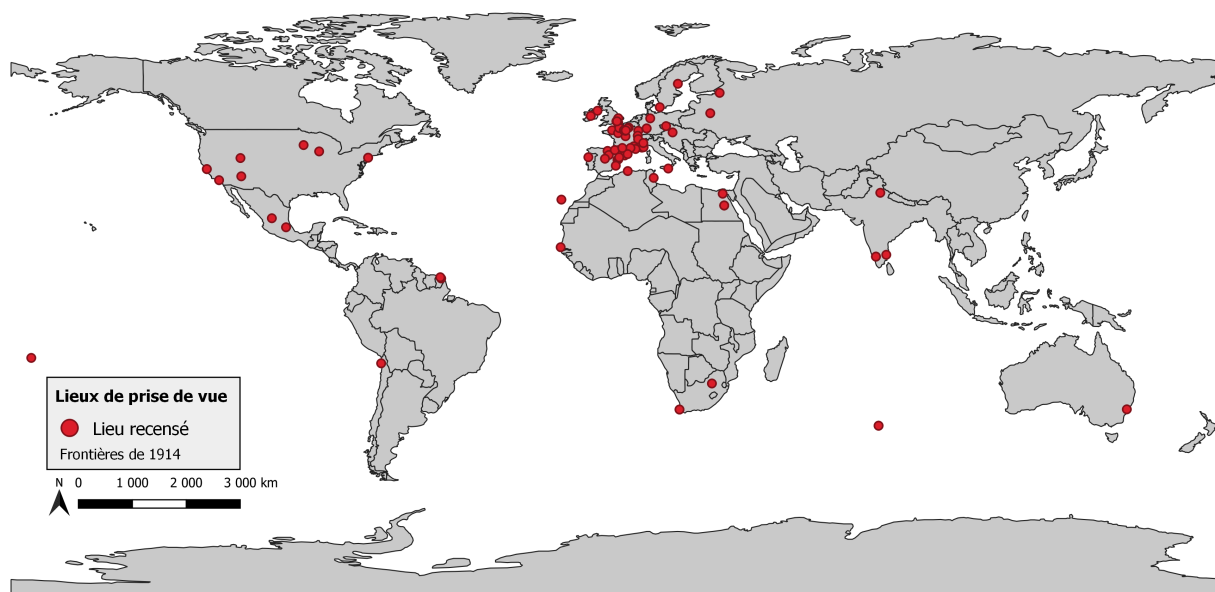 Lieux de prise de vue
Lieu recensé
Frontières de 1914
N 0 1 000 2 000 3 000 km